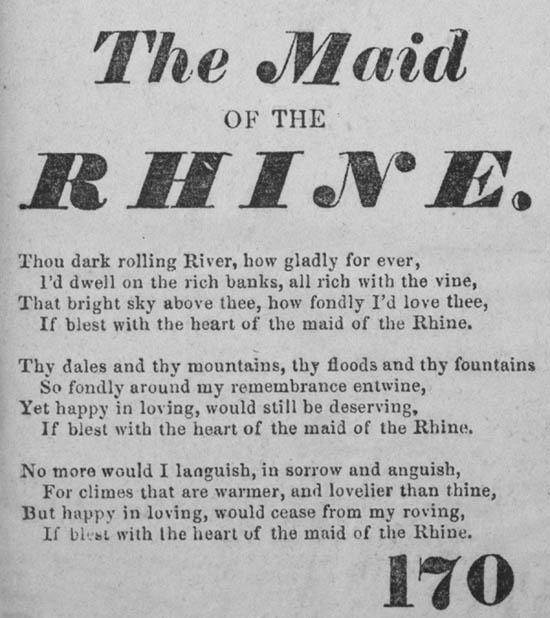 The Maid
OF THE
RHINE.
Thou dark rolling River, how gladly for ever,
I'd dwell on the rich banks, all rich with the vine,
That bright sky above thee, how fondly I'd love thee,
If blest with the heart of the maid of the Rhine.
Thy dales and thy mountains, thy floods and thy fountains
So fondly around my remembrance entwine,
Yet happy in loving, would still be deserving,
If blest with the heart of the maid of the Rhine.
No more would I languish, in sorrow and anguish,
For climes that are warmer, and lovelier than thine,
But happy in loving, would cease from my roving,
If blest with the heart of the maid of the Rhine.
170